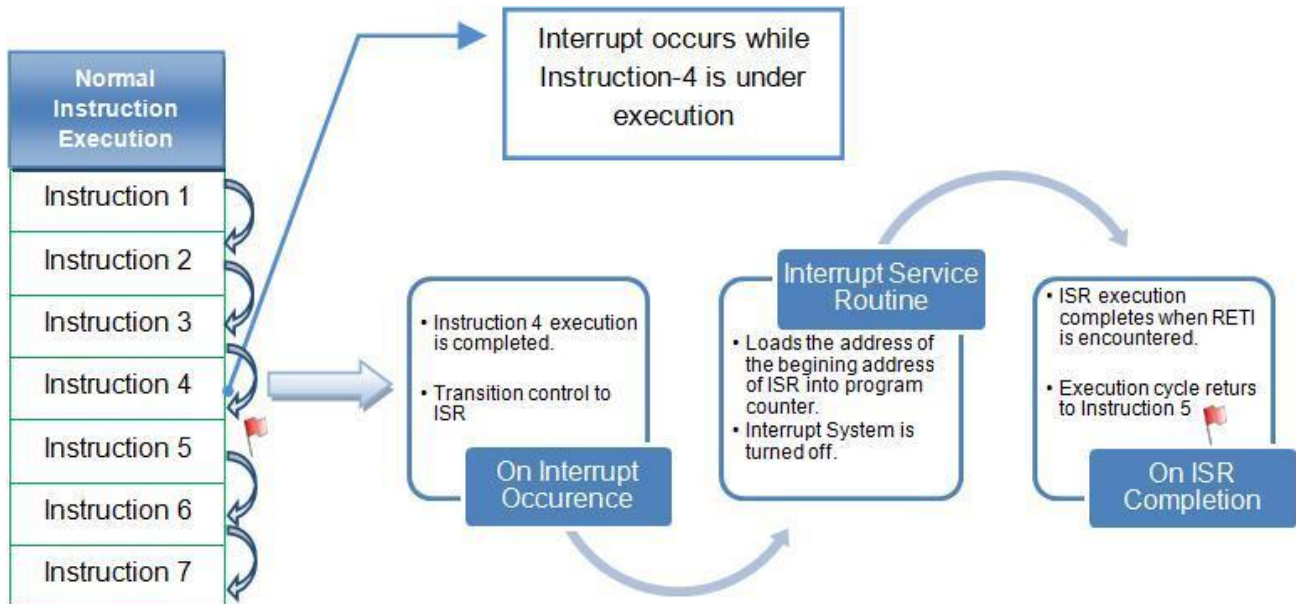 Normal
Instruction
Execution
Instruction 1
Instruction 2
Instruction 3
Instruction 4
Instruction 5
Instruction 6
Instruction 7
Interrupt occurs while
Instruction-4 is under
execution
• Instruction 4 execution
is completed.
• Transition control to
ISR
On Interrupt
Occurence
Interrupt Service
Routine
• Loads the address of
the begining address
of ISR into program
counter.
• Interrupt System is
turned off.
• ISR execution
completes when RETI
is encountered.
• Execution cycle returs
to Instruction 5
On ISR
Completion